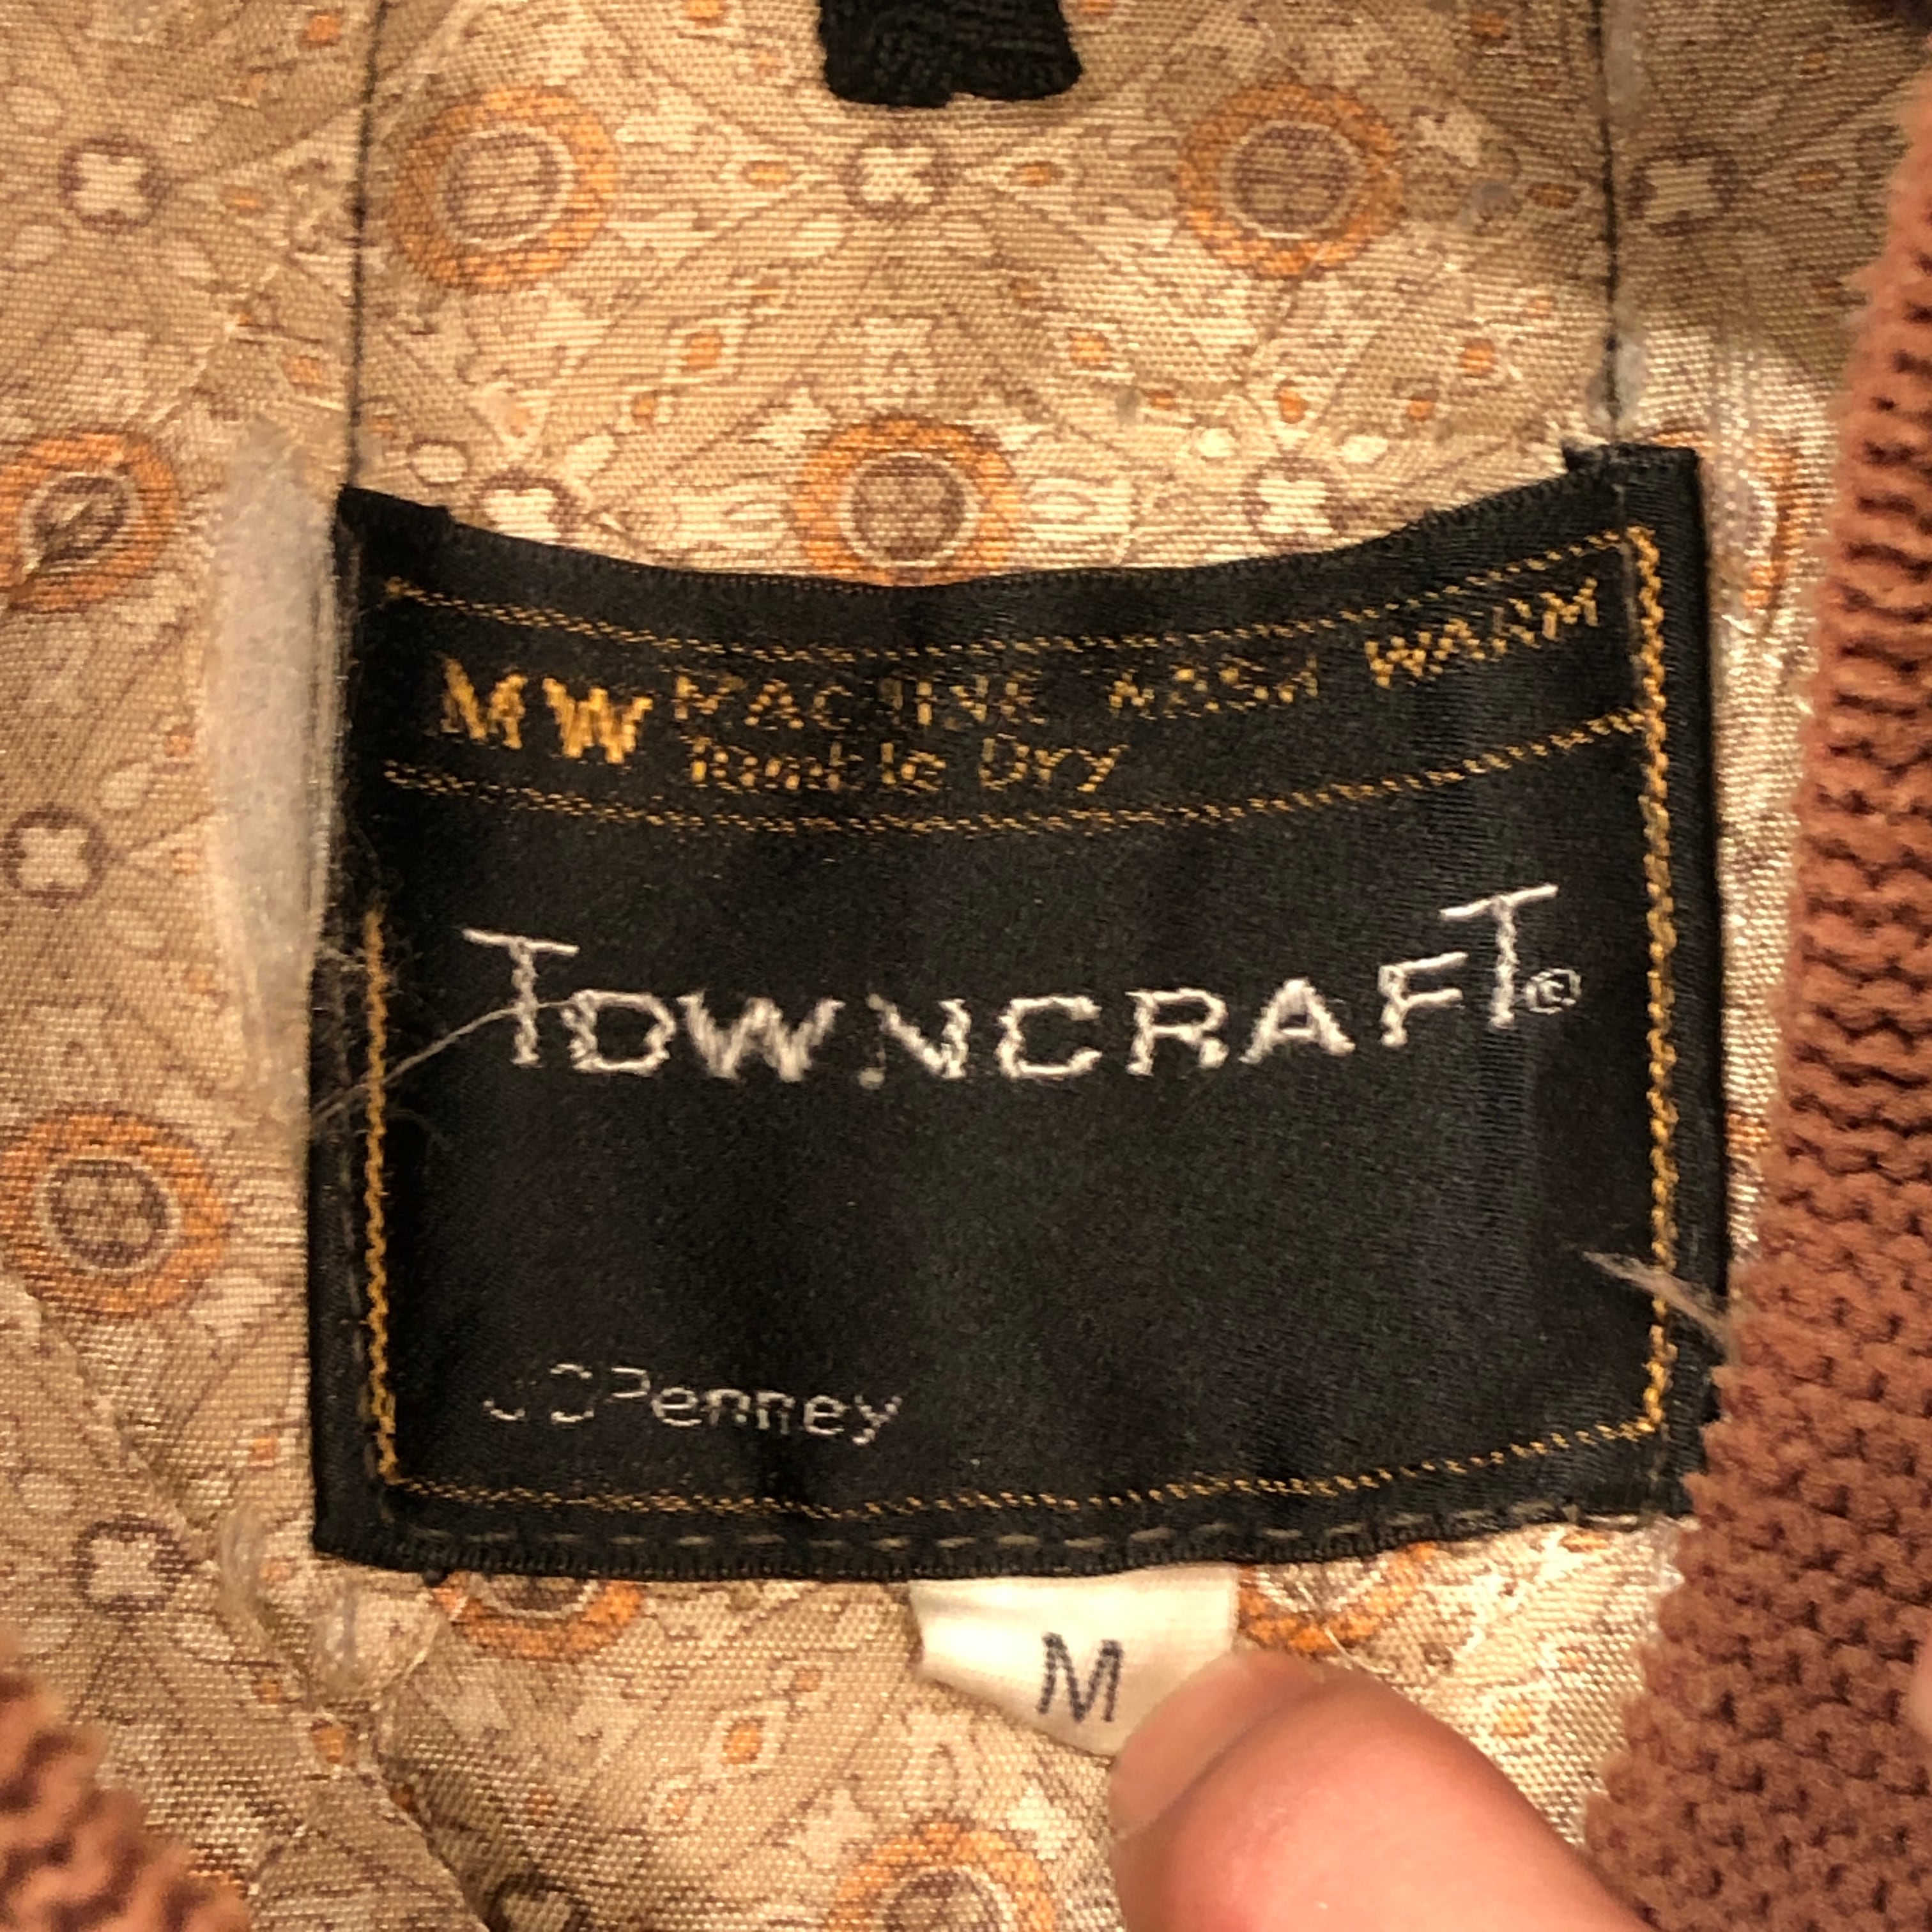 MW MACHINE WASH WARM
Tumble Dry
TOWNCRAFT®
JCPenney
M